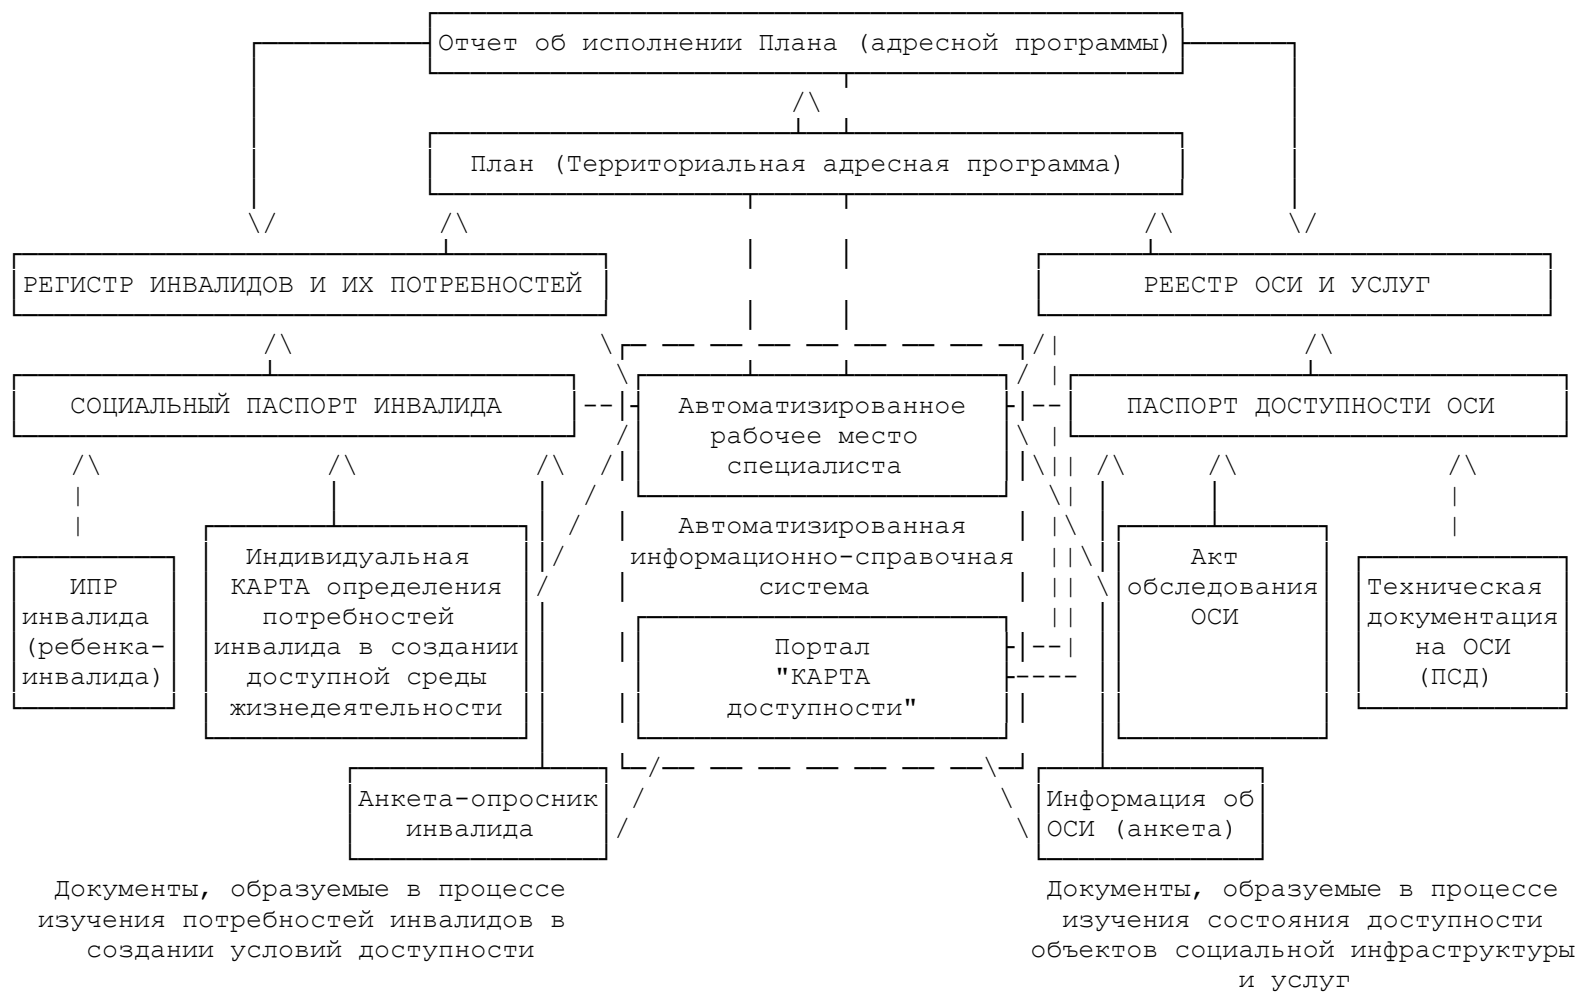 Отчет об исполнении Плана (адресной программы)
План (Территориальная адресная программа)
РЕГИСТР ИНВАЛИДОВ И ИХ ПОТРЕБНОСТЕЙ
РЕЕСТР ОСИ И УСЛУГ
СОЦИАЛЬНЫЙ ПАСПОРТ ИНВАЛИДА
Автоматизированное
рабочее место
специалиста
ПАСПОРТ ДОСТУПНОСТИ ОСИ
ИПР
инвалида
(ребенка-
инвалида)
Индивидуальная
КАРТА определения
потребностей
инвалида в создании
доступной среды
жизнедеятельности
Автоматизированная
информационно-справочная
система
Портал
"КАРТА
доступности"
Акт
обследования
ОСИ
Техническая
документация
на ОСИ
(ПСД)
Анкета-опросник
инвалида
Информация об
ОСИ (анкета)
Документы, образуемые в процессе
изучения потребностей инвалидов в
создании условий доступности
Документы, образуемые в процессе
изучения состояния доступности
объектов социальной инфраструктуры
и услуг